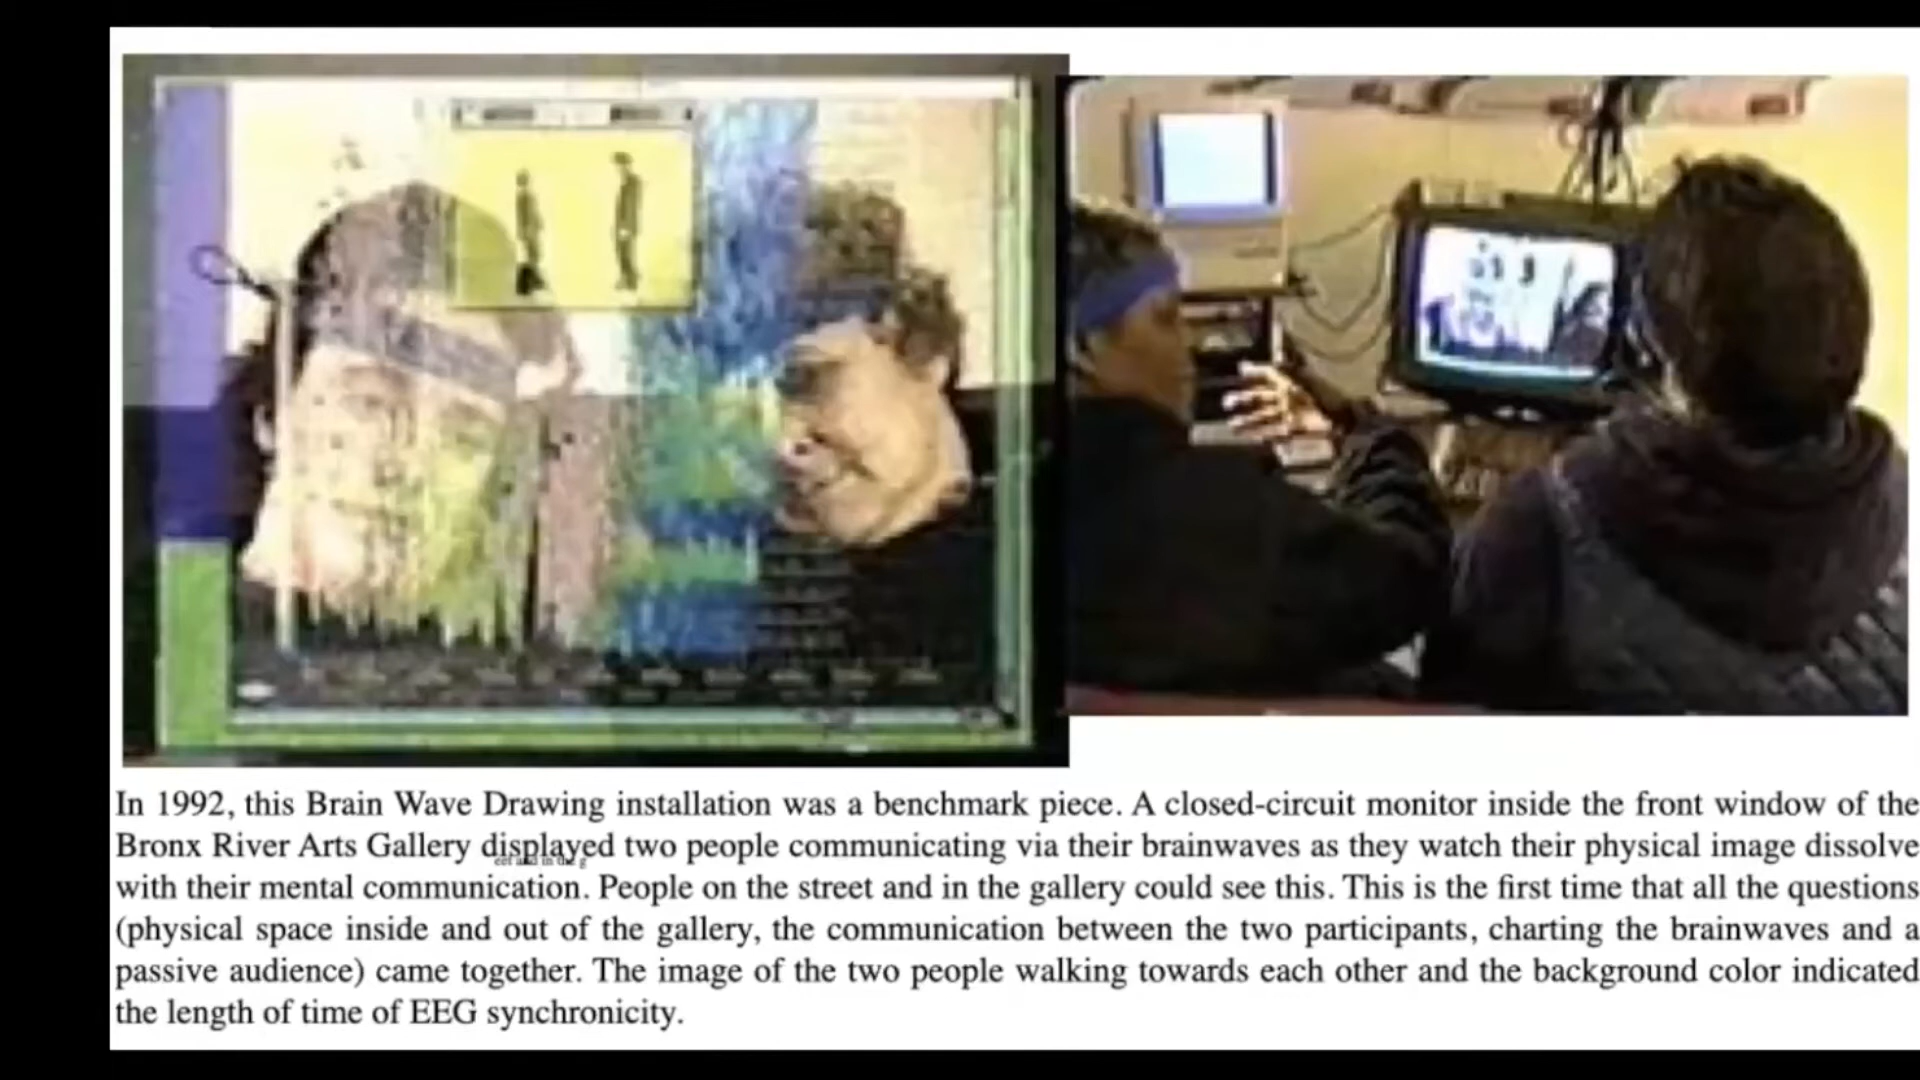 In 1992, this Brain Wave Drawing installation was a benchmark piece. A closed-circuit monitor inside the front window of the
Bronx River Arts Gallery displayed two people communicating via their brainwaves as they watch their physical image dissolve
with their mental communication. People on the street and in the gallery could see this. This is the first time that all the questions
(physical space inside and out of the gallery, the communication between the two participants, charting the brainwaves and a
passive audience) came together. The image of the two people walking towards each other and the background color indicated
the length of time of EEG synchronicity.